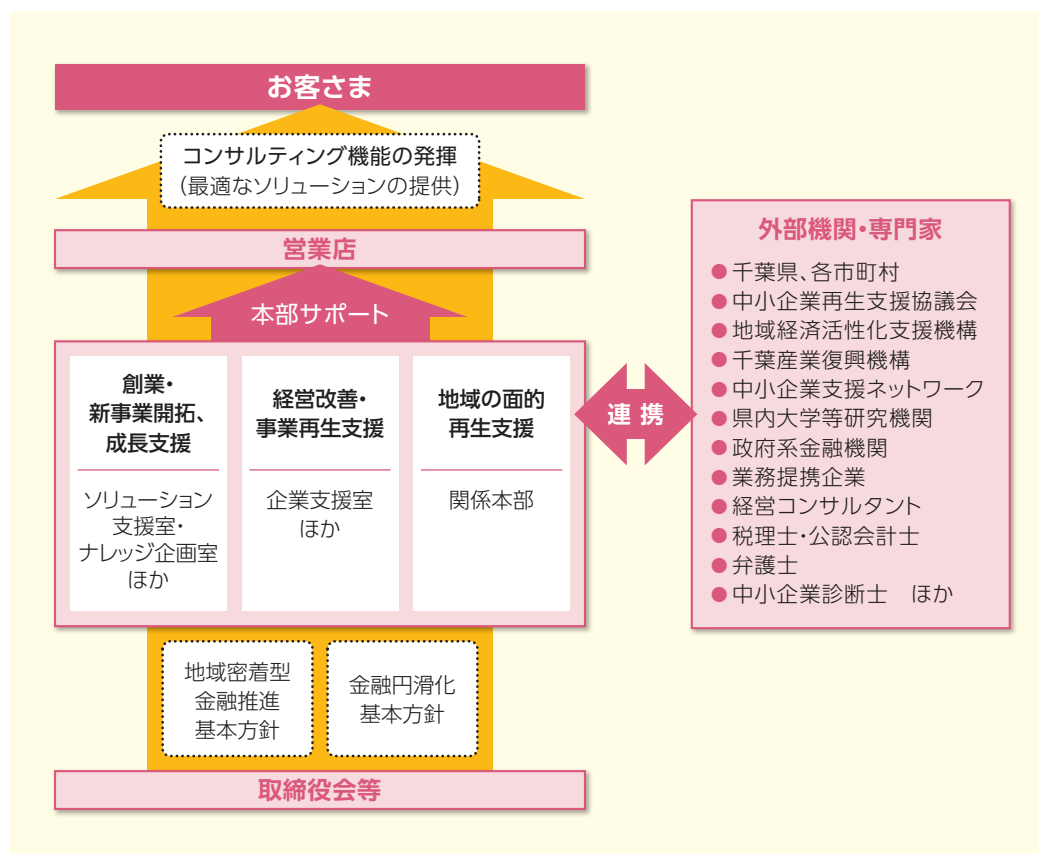 お客さま
コンサルティング機能の発揮
(最適なソリューションの提供)
営業店
本部サポート
創業・
新事業開拓、
成長支援
ソリューション
支援室・
ナレッジ企画室
ほか
経営改善・
事業再生支援
企業支援室
ほか
地域の面的
再生支援
関係本部
連 携
外部機関・専門家
●千葉県、各市町村
●中小企業再生支援協議会
●地域経済活性化支援機構
●千葉産業復興機構
●中小企業支援ネットワーク
●県内大学等研究機関
●政府系金融機関
●業務提携企業
●経営コンサルタント
●税理士・公認会計士
●弁護士
●中小企業診断士　ほか
地域密着型
金融推進
基本方針
金融円滑化
基本方針
取締役会等